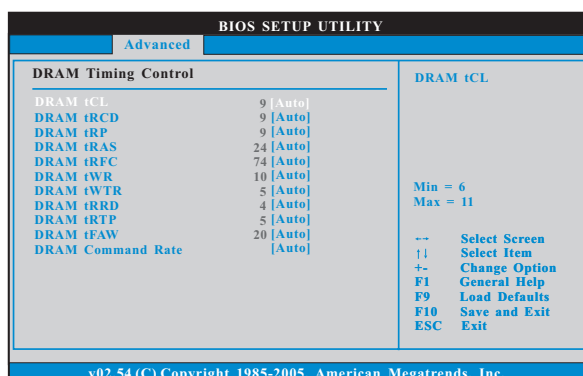 BIOS SETUP UTILITY
Advanced
DRAM Timing Control
DRAM tCL 9 [Auto]
DRAM tRCD 9 [Auto]
DRAM tRP 9 [Auto]
DRAM tRAS 24 [Auto]
DRAM tRFC 74 [Auto]
DRAM tWR 10 [Auto]
DRAM tWTR 5 [Auto]
DRAM tRRD 4 [Auto]
DRAM tRTP 5 [Auto]
DRAM tFAW 20 [Auto]
DRAM Command Rate [Auto]
DRAM tCL
Min = 6
Max = 11
←→ Select Screen
↑↓ Select Item
+- Change Option
F1 General Help
F9 Load Defaults
F10 Save and Exit
ESC Exit
v02.54 (C) Copyright 1985-2005, American Megatrends, Inc.